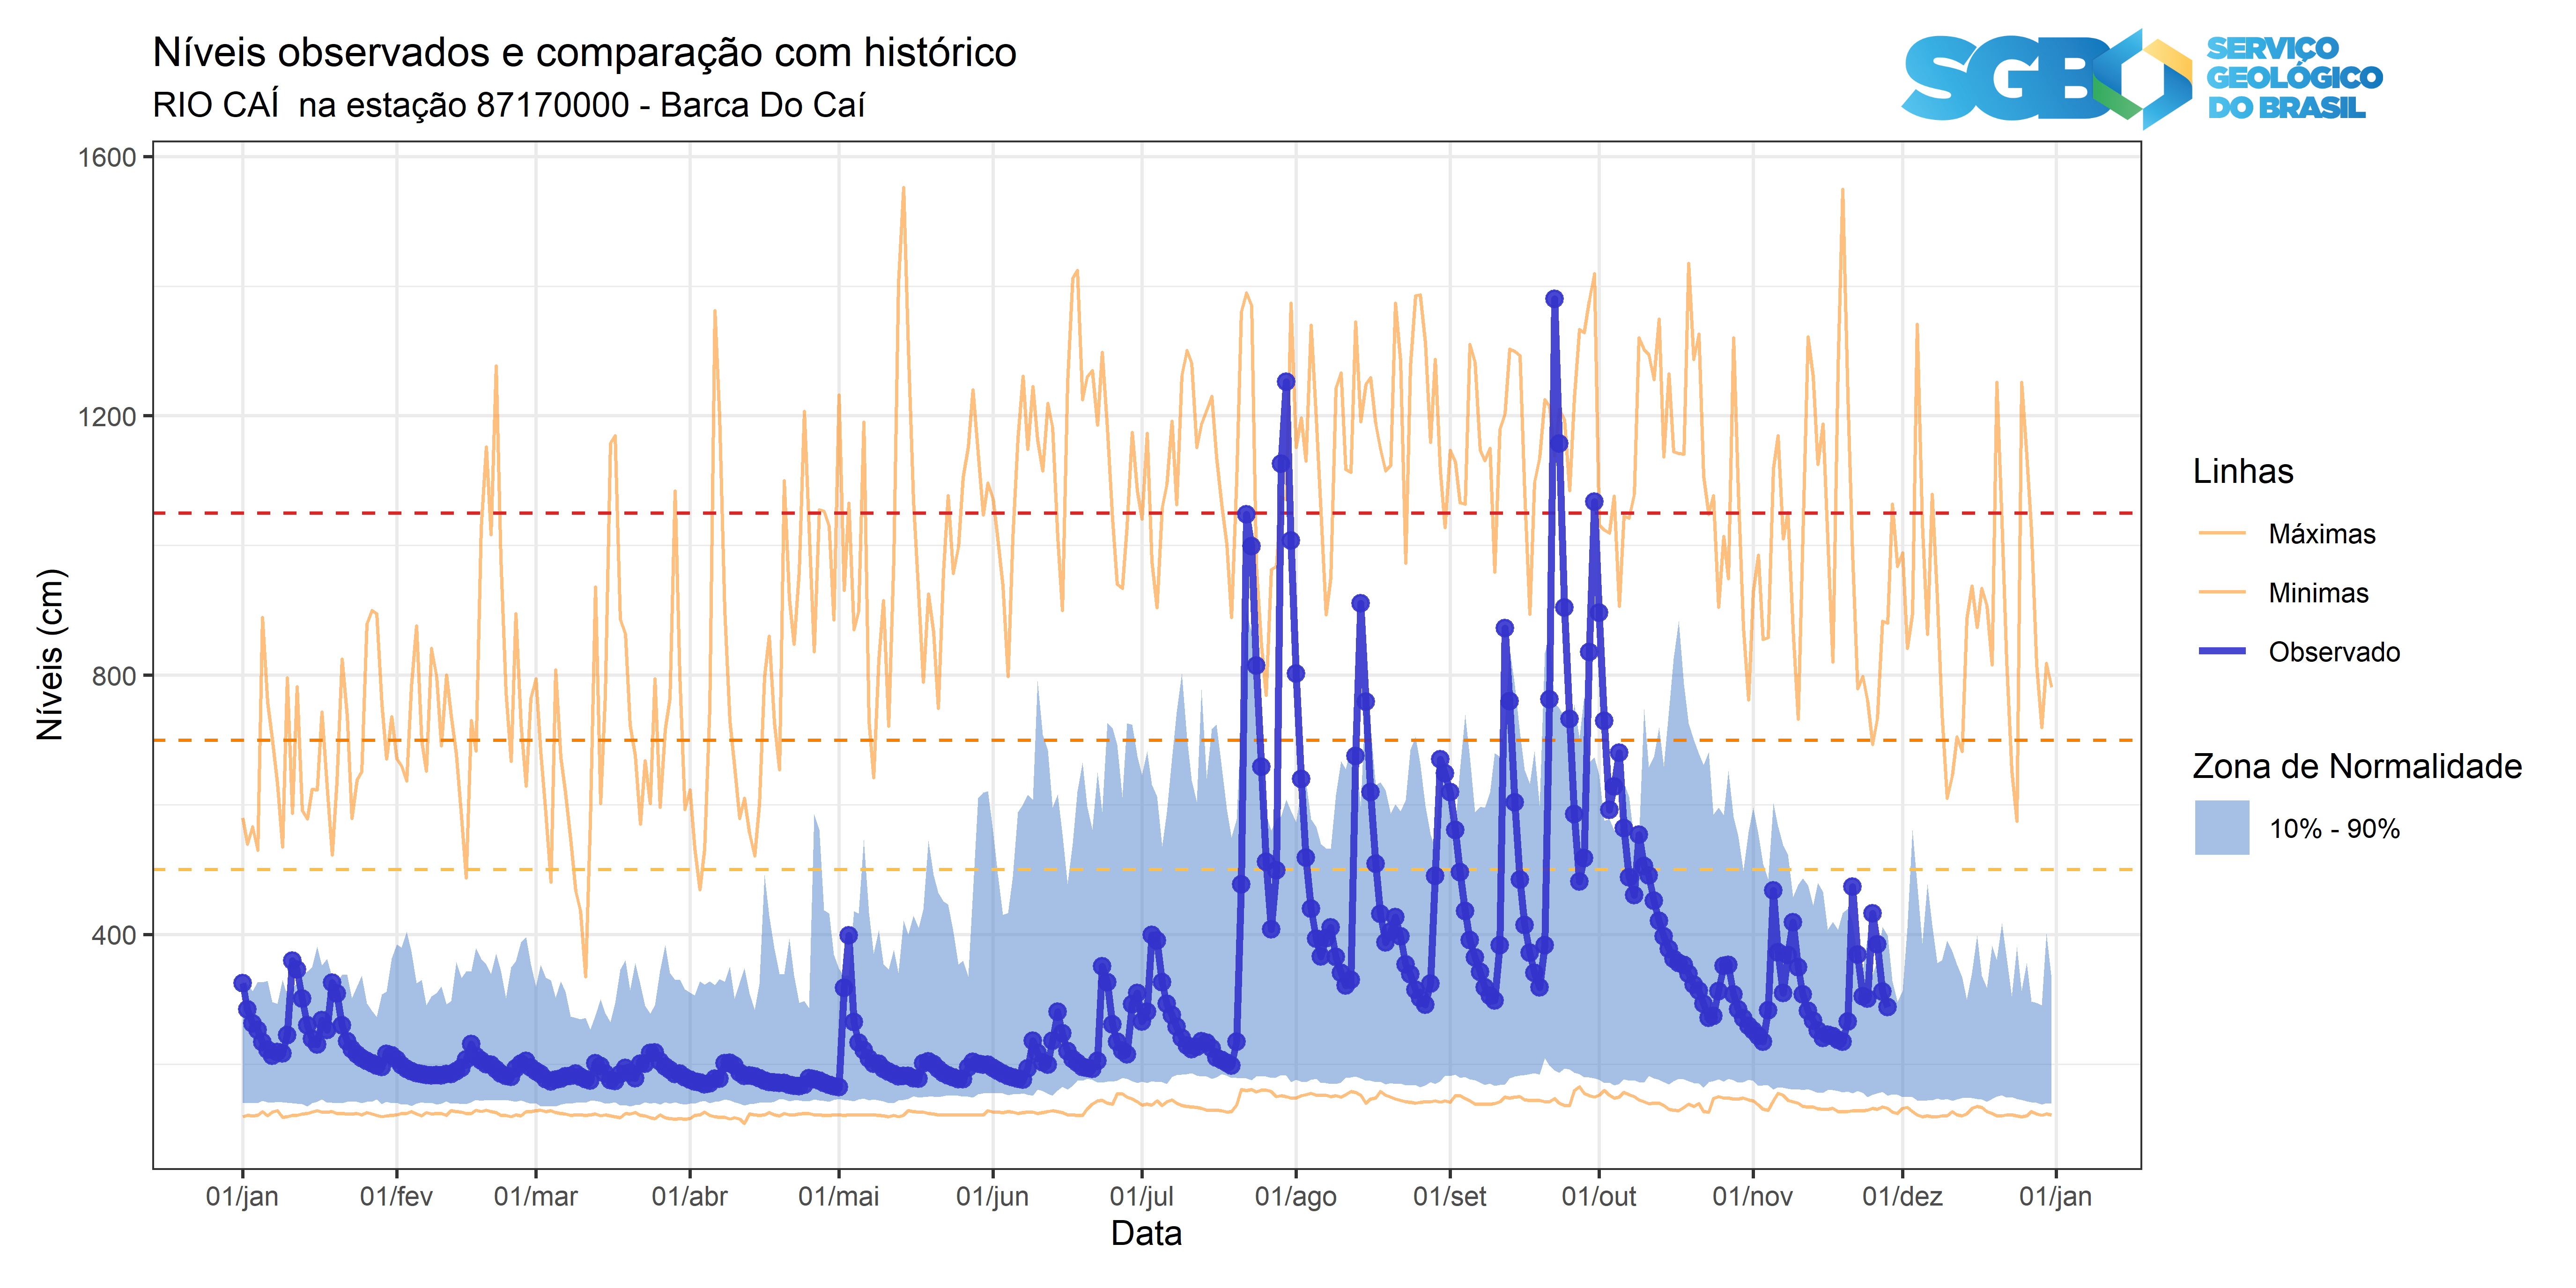 Níveis observados e comparação com histórico
RIO CAÍ  na estação 87170000 - Barca Do Caí
SGB
SERVIÇO
GEOLÓGICO
DO BRASIL
1600
1200
800
400
Níveis (cm)
01/jan
01/fev
01/mar
01/abr
01/mai
01/jun
01/jul
01/ago
01/set
01/out
01/nov
01/dez
01/jan
Data
Linhas
Máximas
Minimas
Observado
Zona de Normalidade
10% - 90%